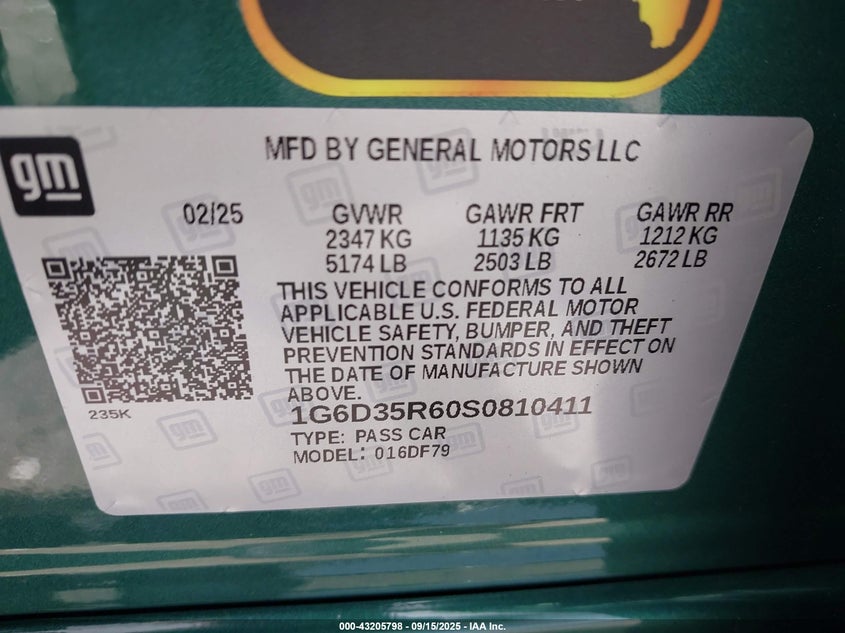 gm
MFD BY GENERAL MOTORS LLC
02/25
GVWR GAWR FRT GAWR RR
2347 KG 1135 KG 1212 KG
5174 LB 2503 LB 2672 LB
THIS VEHICLE CONFORMS TO ALL
APPLICABLE U.S. FEDERAL MOTOR
VEHICLE SAFETY, BUMPER, AND THEFT
PREVENTION STANDARDS IN EFFECT ON
THE DATE OF MANUFACTURE SHOWN
ABOVE.
235K
1G6D35R60S0810411
TYPE: PASS CAR
MODEL: 016DF79
000-43205798 - 09/15/2025 - IAA Inc.